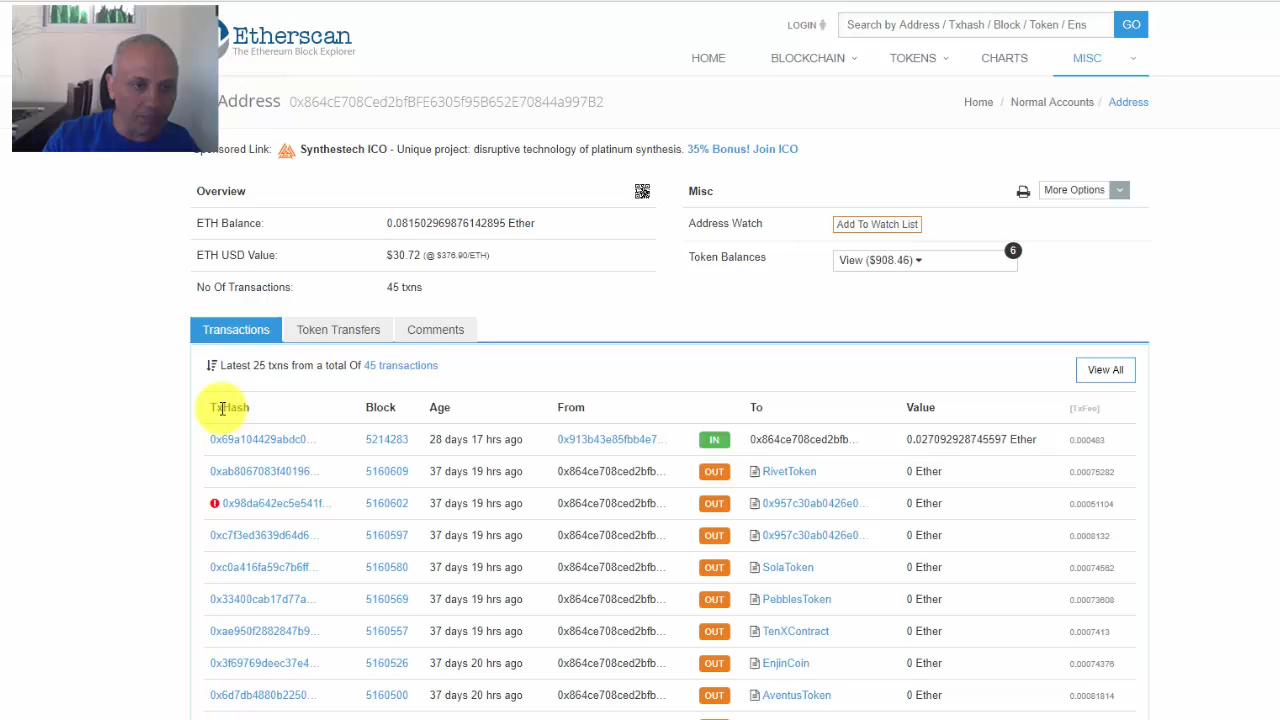 Etherscan
The Ethereum Block Explorer
LOGIN
Search by Address / Txhash / Block / Token / Ens
GO
HOME BLOCKCHAIN TOKENS CHARTS MISC
Address 0x864cE708Ced2bfBFE6305f95B652E70844a997B2
Home / Normal Accounts / Address
Sponsored Link: Synthestech ICO - Unique project: disruptive technology of platinum synthesis. 35% Bonus! Join ICO
Overview
ETH Balance: 0.081502969876142895 Ether
ETH USD Value: $30.72 (@ $376.90/ETH)
No Of Transactions: 45 txns
Misc
More Options
Address Watch Add To Watch List
Token Balances View ($908.46) 6
Transactions Token Transfers Comments
Latest 25 txns from a total Of 45 transactions
View All
TxHash Block Age From To Value [TxFee]
0x69a104429abdc0... 5214283 28 days 17 hrs ago 0x913b43e85fbb4e7... IN 0x864ce708ced2bfb... 0.027092928745597 Ether 0.000483
0xab8067083f40196... 5160609 37 days 19 hrs ago 0x864ce708ced2bfb... OUT RivetToken 0 Ether 0.00075282
0x98da642ec5e541f... 5160602 37 days 19 hrs ago 0x864ce708ced2bfb... OUT 0x957c30ab0426e0... 0 Ether 0.00051104
0xc7f3ed3639d64d6... 5160597 37 days 19 hrs ago 0x864ce708ced2bfb... OUT 0x957c30ab0426e0... 0 Ether 0.0008132
0xc0a416fa59c7b6ff... 5160580 37 days 19 hrs ago 0x864ce708ced2bfb... OUT SolaToken 0 Ether 0.00074562
0x33400cab17d77a... 5160569 37 days 19 hrs ago 0x864ce708ced2bfb... OUT PebblesToken 0 Ether 0.00073608
0xae950f2882847b9... 5160557 37 days 19 hrs ago 0x864ce708ced2bfb... OUT TenXContract 0 Ether 0.0007413
0x3f69769deec37e4... 5160526 37 days 20 hrs ago 0x864ce708ced2bfb... OUT EnjinCoin 0 Ether 0.00074376
0x6d7db4880b2250... 5160500 37 days 20 hrs ago 0x864ce708ced2bfb... OUT AventusToken 0 Ether 0.00081814